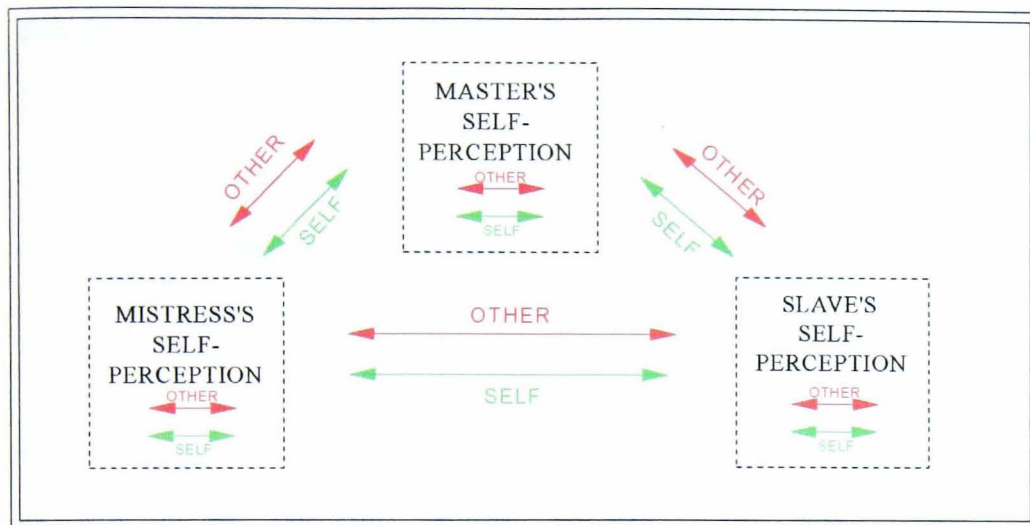 MASTER'S
SELF-
PERCEPTION
OTHER
SELF
OTHER
SELF
OTHER
SELF
MISTRESS'S
SELF-
PERCEPTION
OTHER
SELF
OTHER
SELF
SLAVE'S
SELF-
PERCEPTION
OTHER
SELF